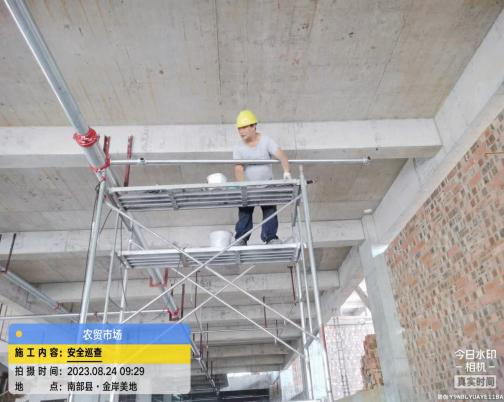 农贸市场
施工内容：安全巡查
拍摄时间：2023.08.24 09:29
地 点：南部县·金岸美地
今日水印
相机
真实时间